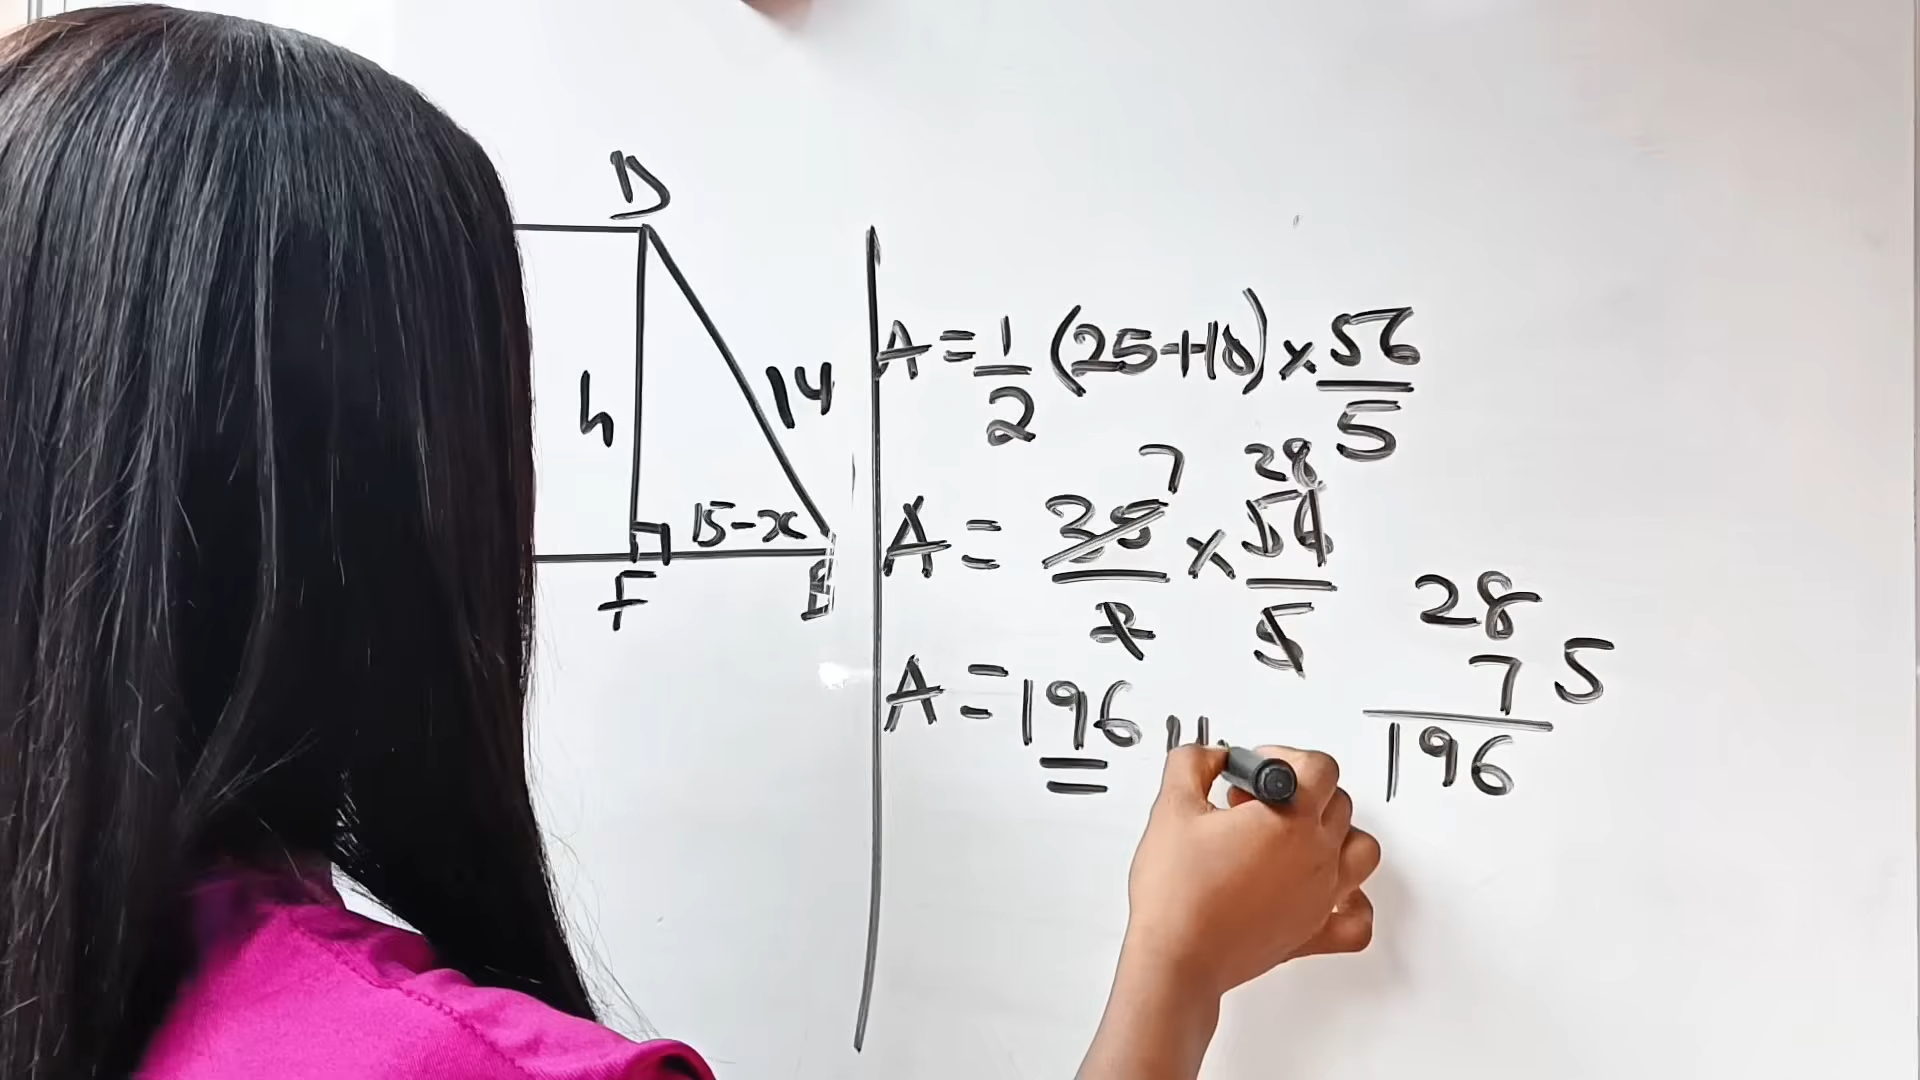 D
h
14
15-x
F
B
A = 1/2 (25+10) x 56/5
7 28
A = 35/2 x 56/5
A = 196 u
28
7 5
196